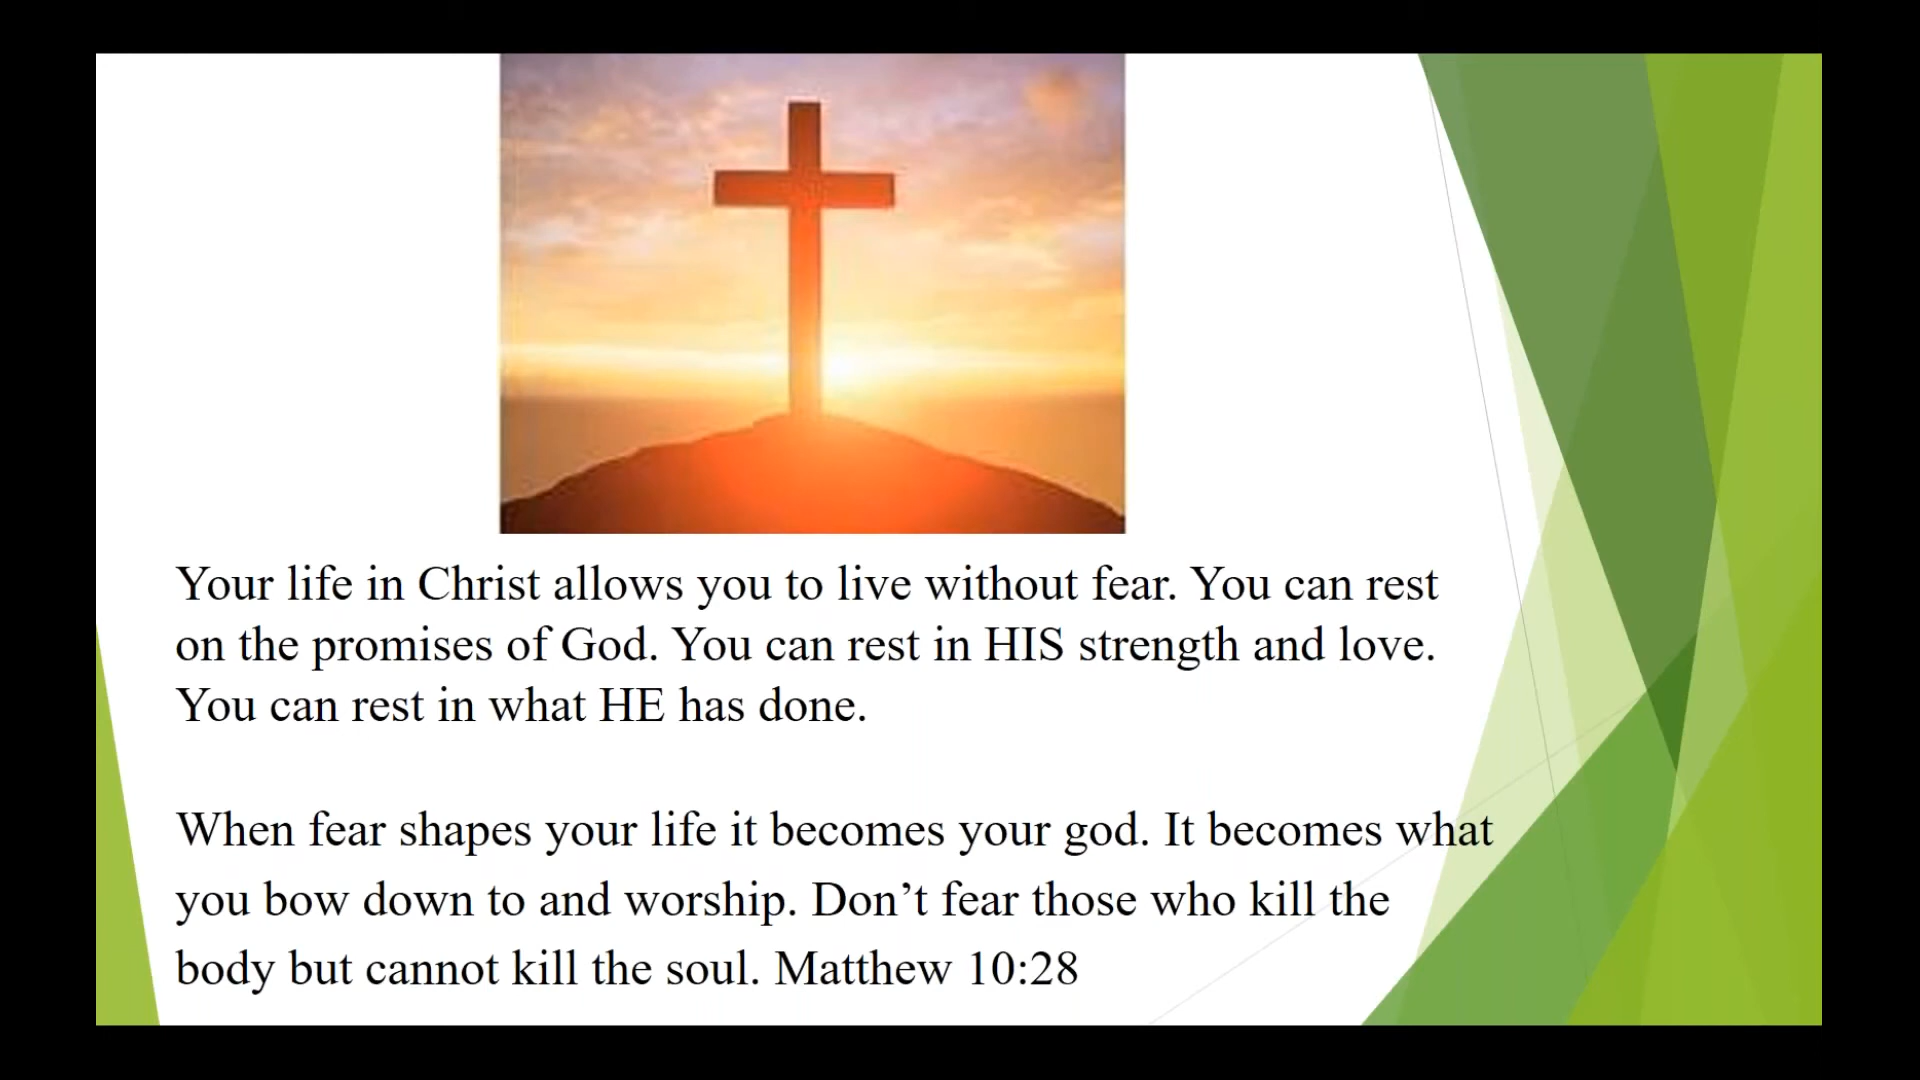 Your life in Christ allows you to live without fear. You can rest
on the promises of God. You can rest in HIS strength and love.
You can rest in what HE has done.
When fear shapes your life it becomes your god. It becomes what
you bow down to and worship. Don’t fear those who kill the
body but cannot kill the soul. Matthew 10:28